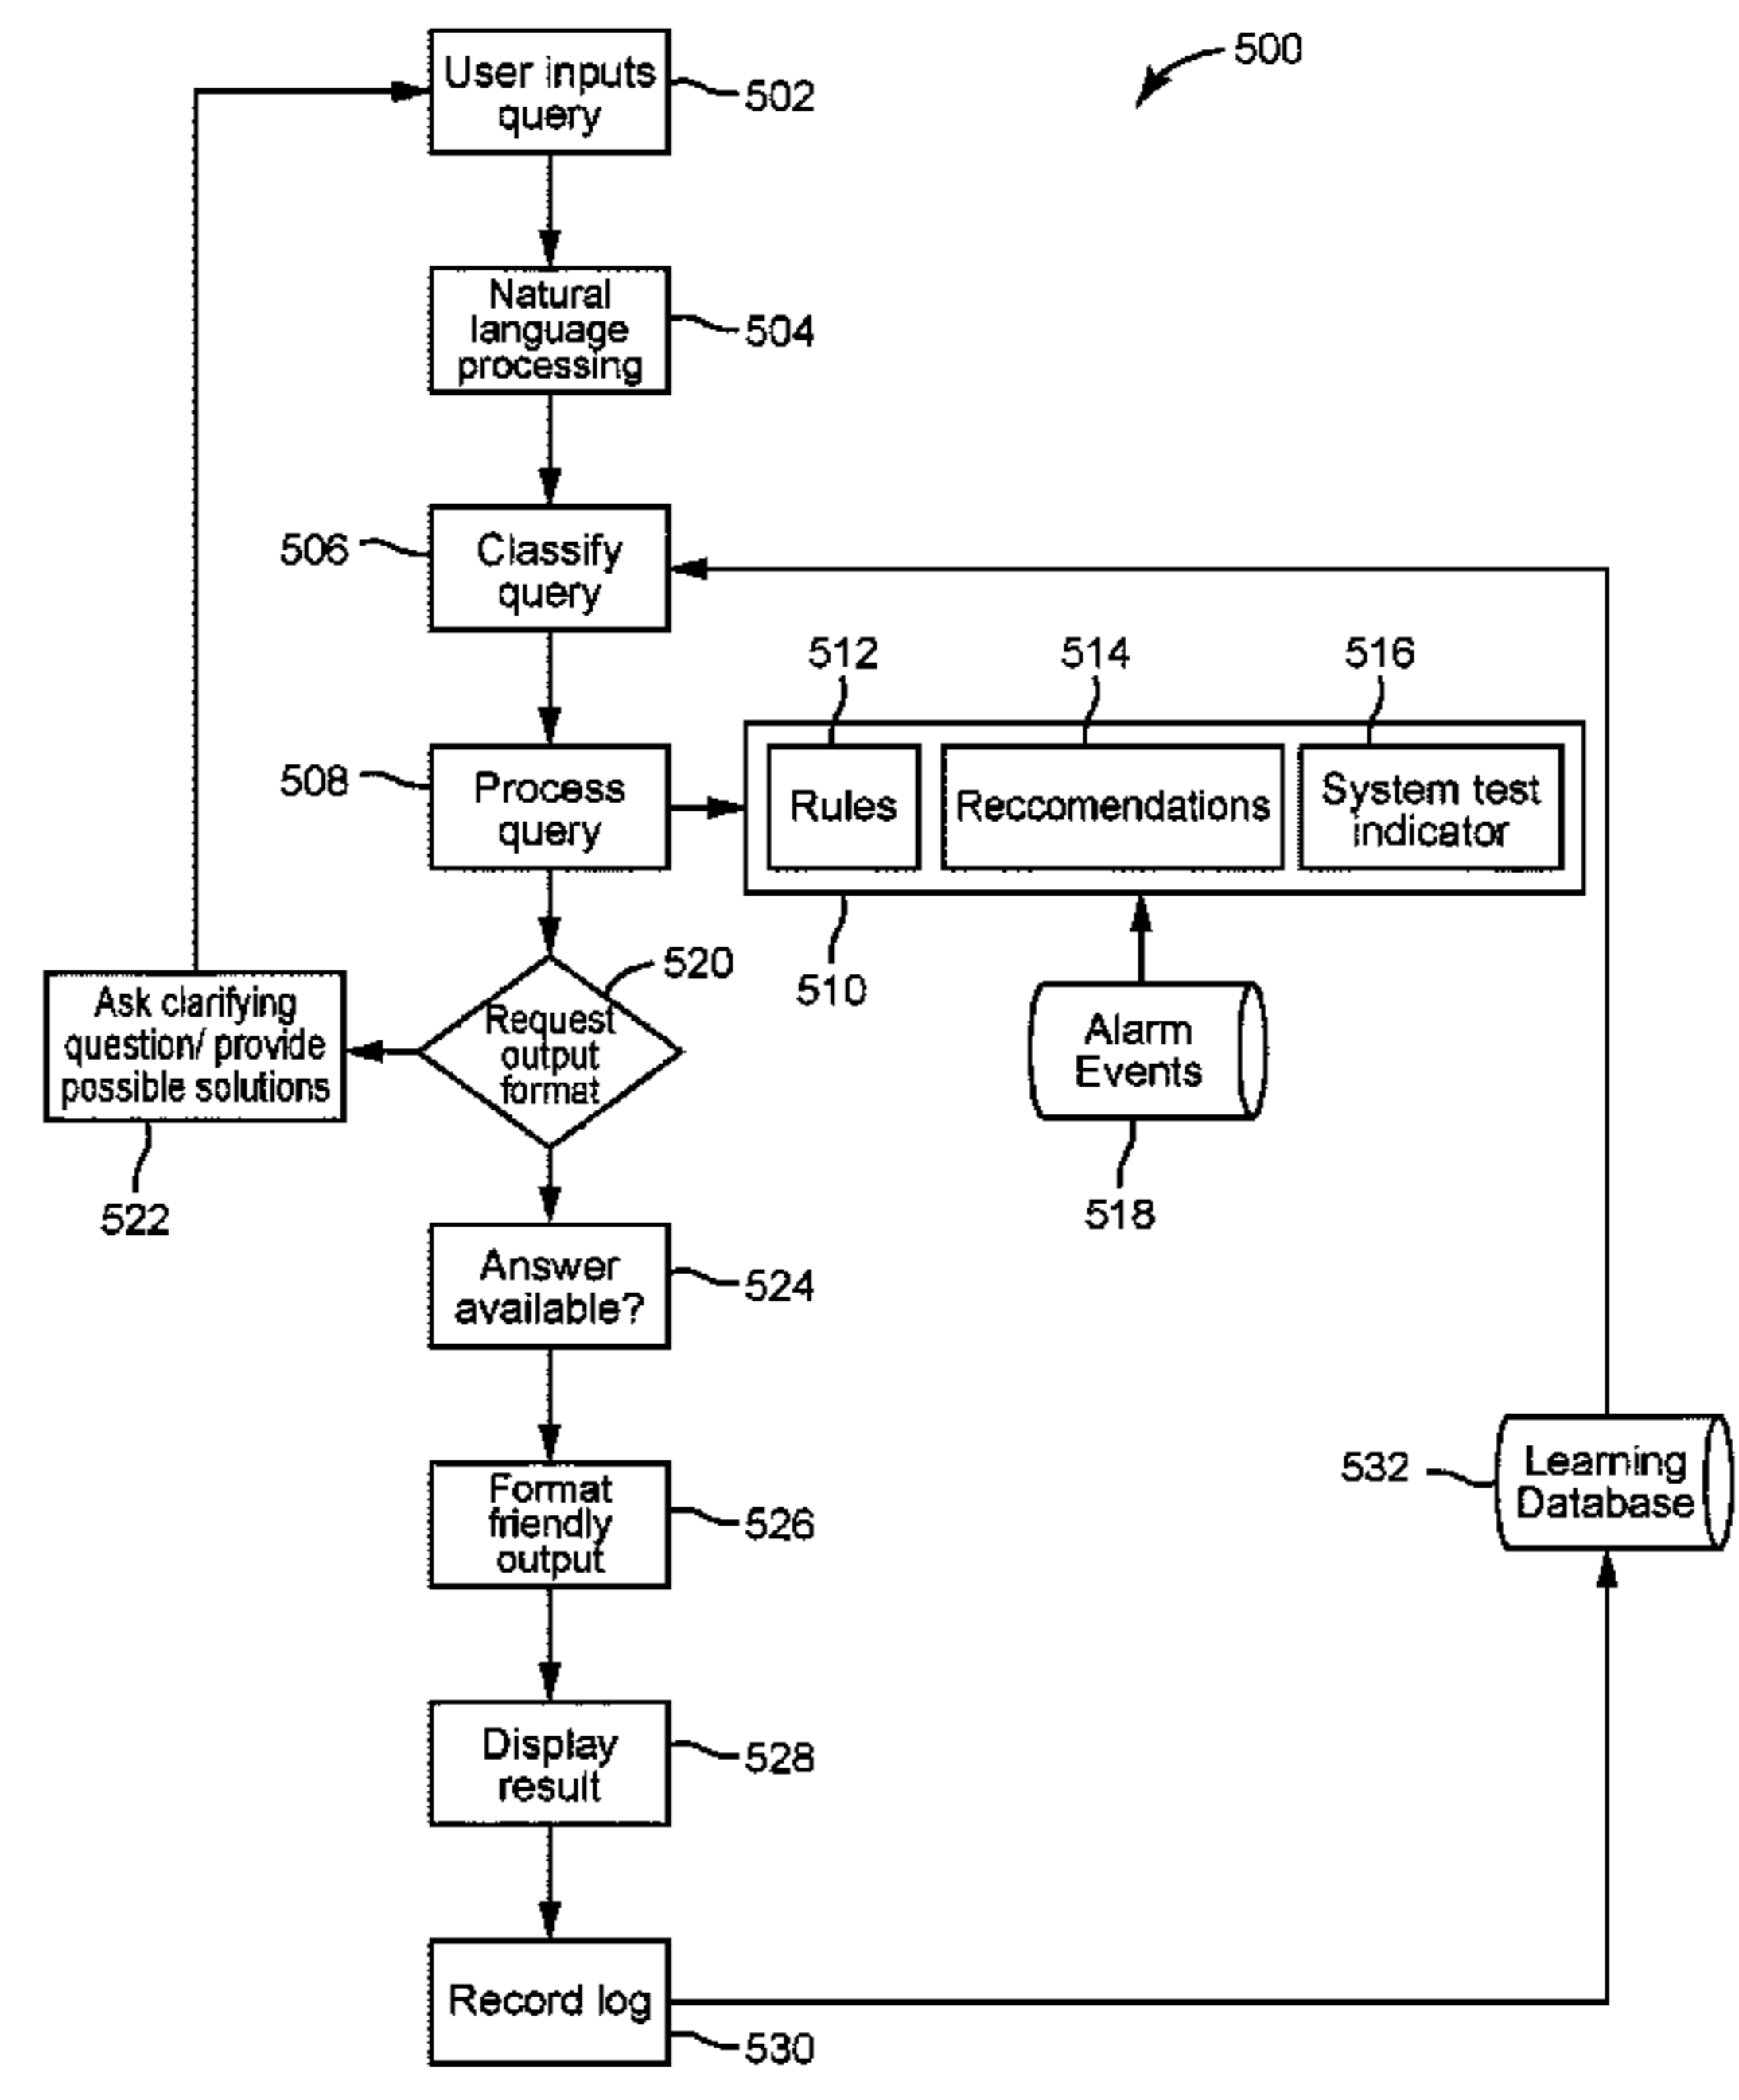 500
User inputs
query
502
Natural
language
processing
504
506
Classify
query
512
514
516
508
Process
query
Rules
Reccomendations
System test
indicator
510
520
Request
output
format
Ask clarifying
question/ provide
possible solutions
522
Alarm
Events
518
Answer
available?
524
532
Learning
Database
Format
friendly
output
526
Display
result
528
Record log
530